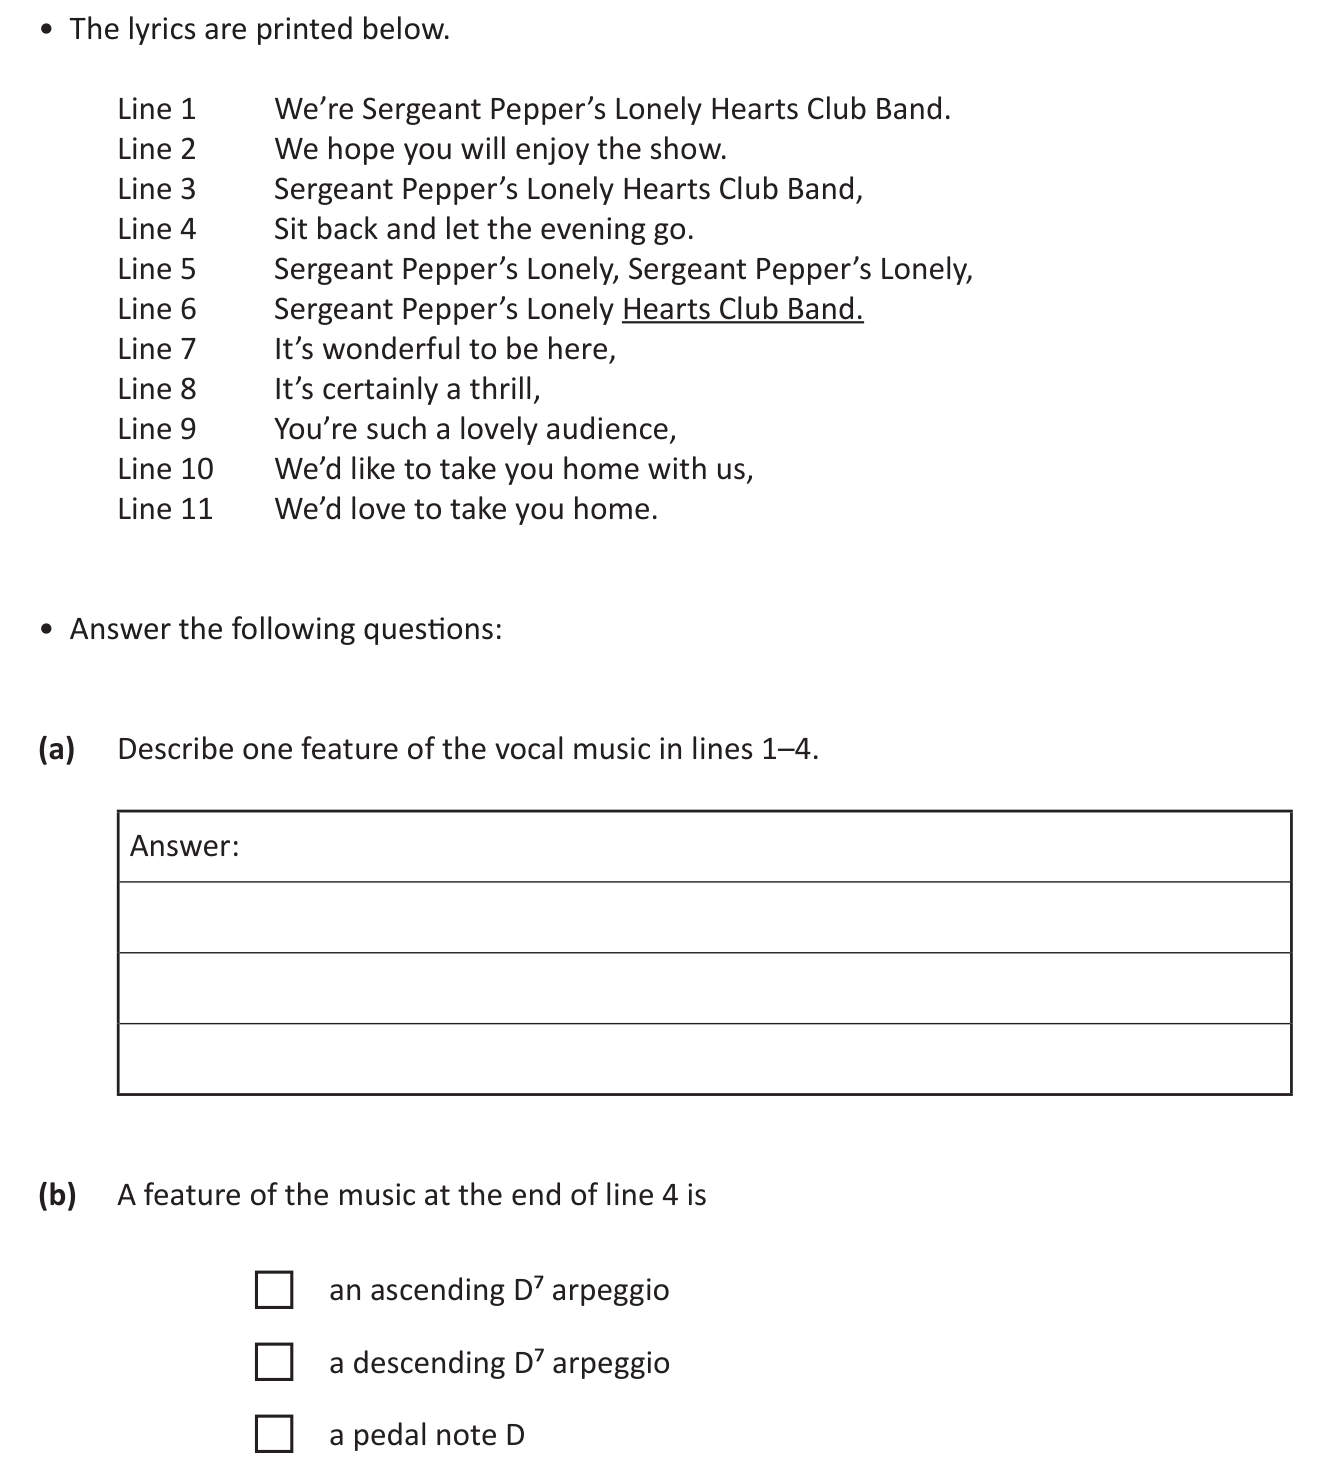 • The lyrics are printed below.
Line 1 We’re Sergeant Pepper’s Lonely Hearts Club Band.
Line 2 We hope you will enjoy the show.
Line 3 Sergeant Pepper’s Lonely Hearts Club Band,
Line 4 Sit back and let the evening go.
Line 5 Sergeant Pepper’s Lonely, Sergeant Pepper’s Lonely,
Line 6 Sergeant Pepper’s Lonely Hearts Club Band.
Line 7 It’s wonderful to be here,
Line 8 It’s certainly a thrill,
Line 9 You’re such a lovely audience,
Line 10 We’d like to take you home with us,
Line 11 We’d love to take you home.
• Answer the following questions:
(a) Describe one feature of the vocal music in lines 1–4.
Answer:
(b) A feature of the music at the end of line 4 is
an ascending D⁷ arpeggio
a descending D⁷ arpeggio
a pedal note D